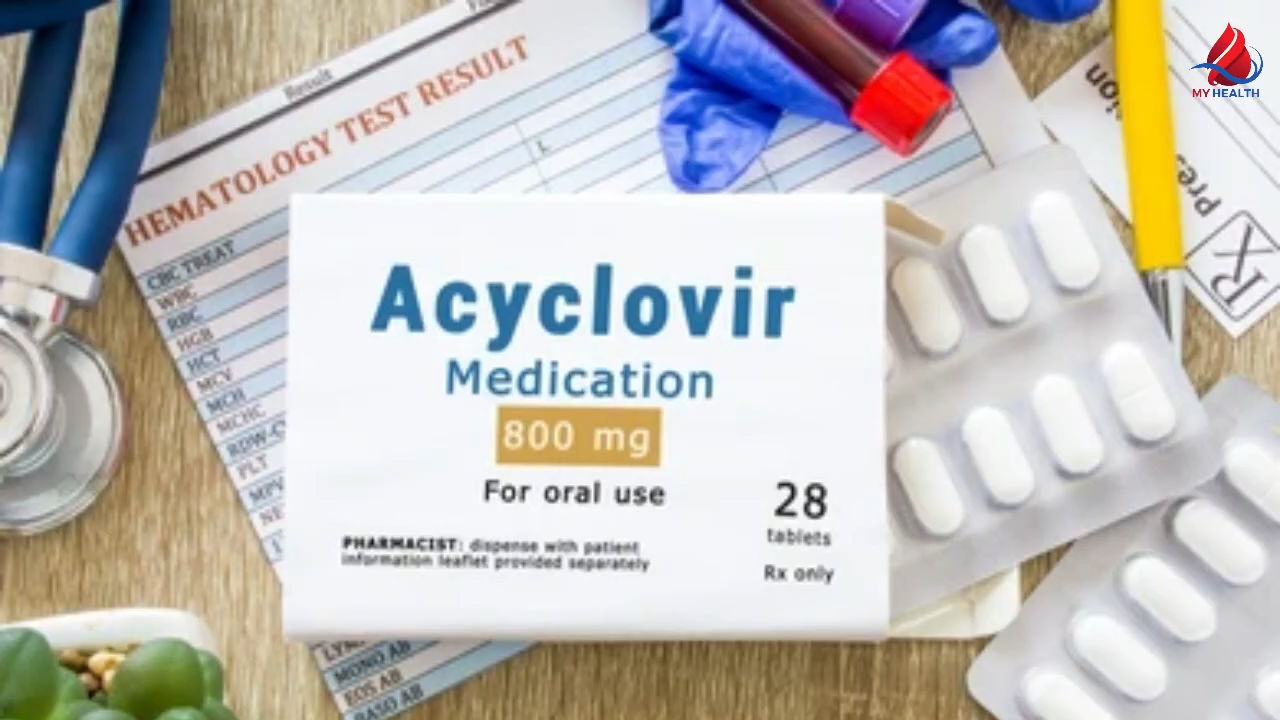 Result
HEMATOLOGY TEST RESULT
L
MY HEALTH
Rx
CBC TREAT
WBC
RBC
HGB
HCT
MCV
MCH
MCHC
PLT
Acyclovir
Medication
800 mg
For oral use
28
tablets
Rx only
PHARMACIST: dispense with patient
information leaflet provided separately
MONO AB
EOS AB
BASO AB